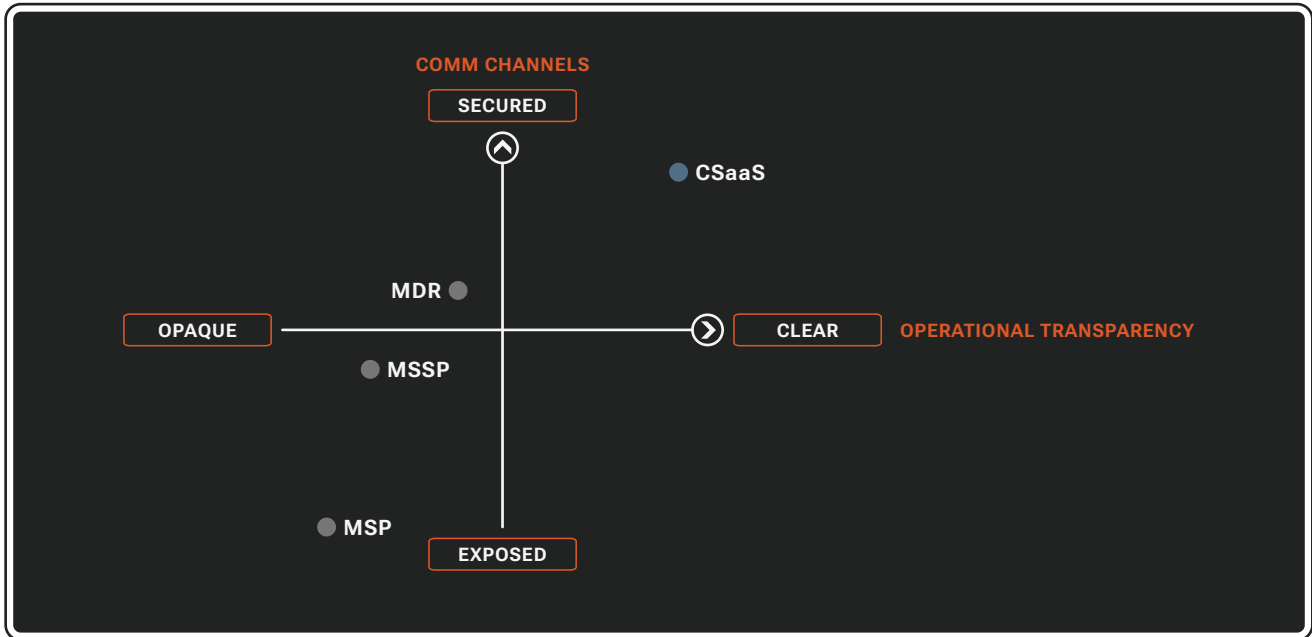 COMM CHANNELS
SECURED
CSaaS
MDR
OPAQUE
CLEAR
OPERATIONAL TRANSPARENCY
MSSP
MSP
EXPOSED